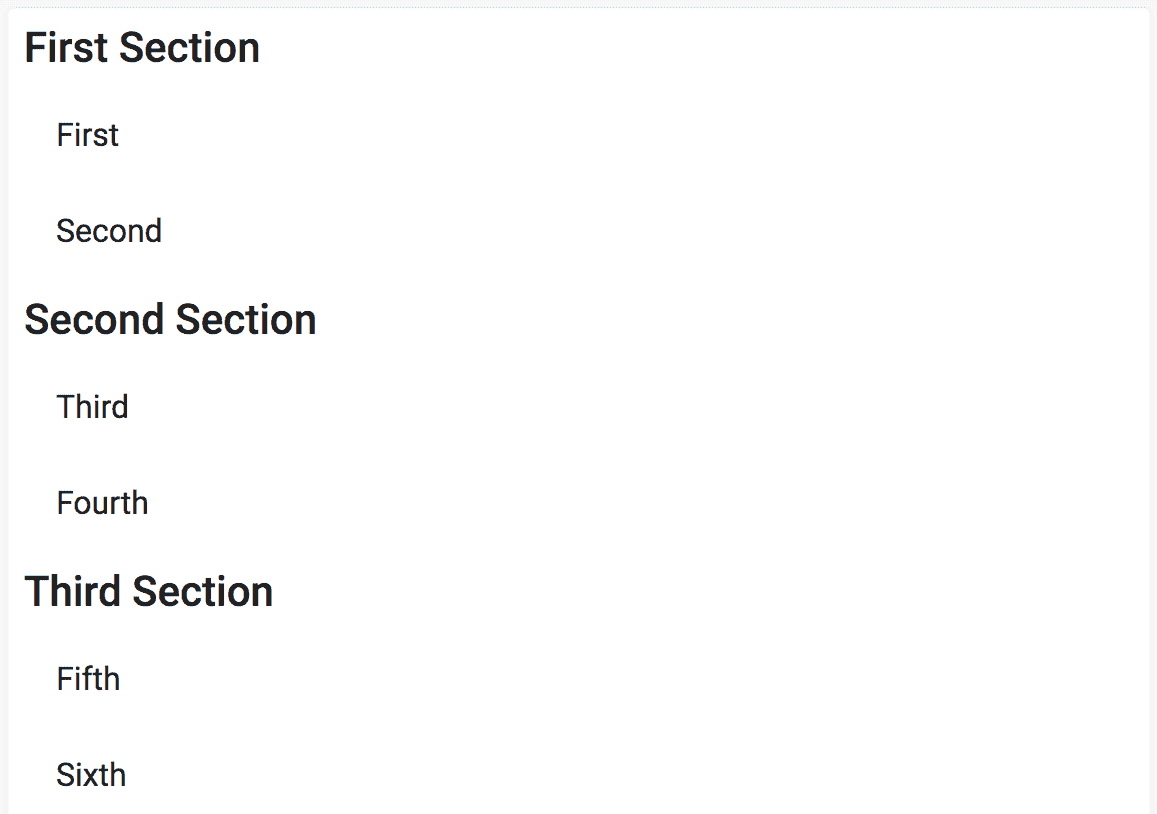 First Section
First
Second
Second Section
Third
Fourth
Third Section
Fifth
Sixth